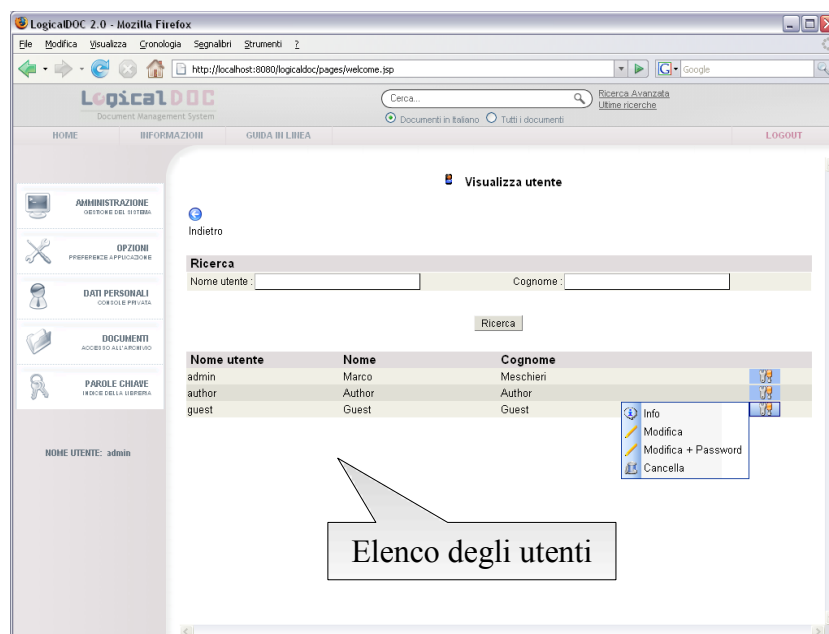 LogicalDOC 2.0 - Mozilla Firefox
File Modifica Visualizza Cronologia Segnalibri Strumenti ?
http://localhost:8080/logicaldoc/pages/welcome.jsp
Google
LogicalDOC
Document Management System
Cerca...
Ricerca Avanzata
Ultime ricerche
Documenti in Italiano Tutti i documenti
HOME INFORMAZIONI GUIDA IN LINEA LOGOUT
Visualizza utente
AMMINISTRAZIONE
GESTIONE DEL SISTEMA
Indietro
OPZIONI
PREFERENZE APPLICAZIONE
Ricerca
Nome utente : Cognome :
DATI PERSONALI
CONSOLE PRIVATA
Ricerca
DOCUMENTI
ACCESSO ALL'ARCHIVIO
Nome utente Nome Cognome
admin Marco Meschieri
PAROLE CHIAVE
INDICE DELLA LIBRERIA
author Author Author
guest Guest Guest
Info
Modifica
Modifica + Password
Cancella
NOME UTENTE: admin
Elenco degli utenti